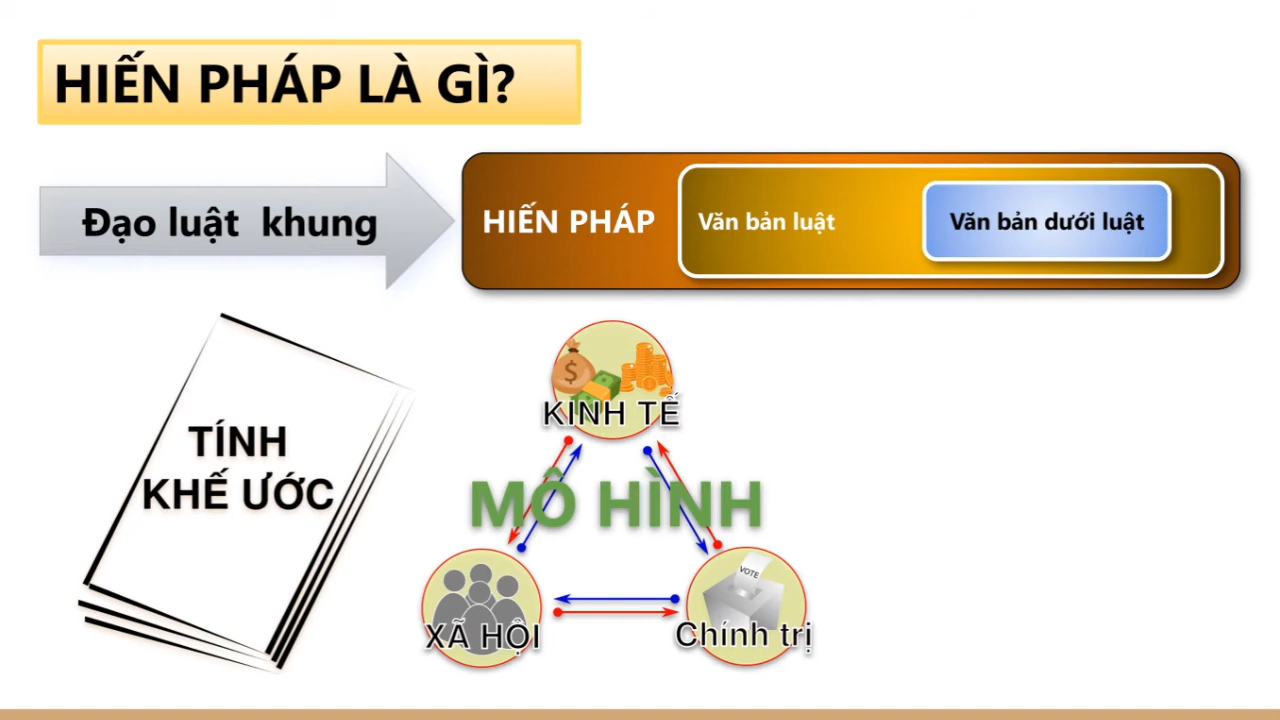 HIẾN PHÁP LÀ GÌ?
Đạo luật khung
HIẾN PHÁP
Văn bản luật
Văn bản dưới luật
TÍNH
KHẾ ƯỚC
KINH TẾ
MÔ HÌNH
VOTE
XÃ HỘI
Chính trị